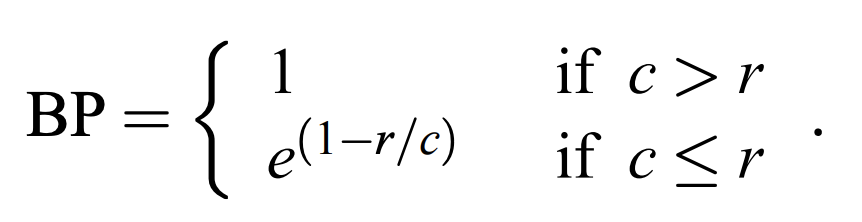 BP = { 1 if c > r
e^(1−r/c) if c ≤ r .